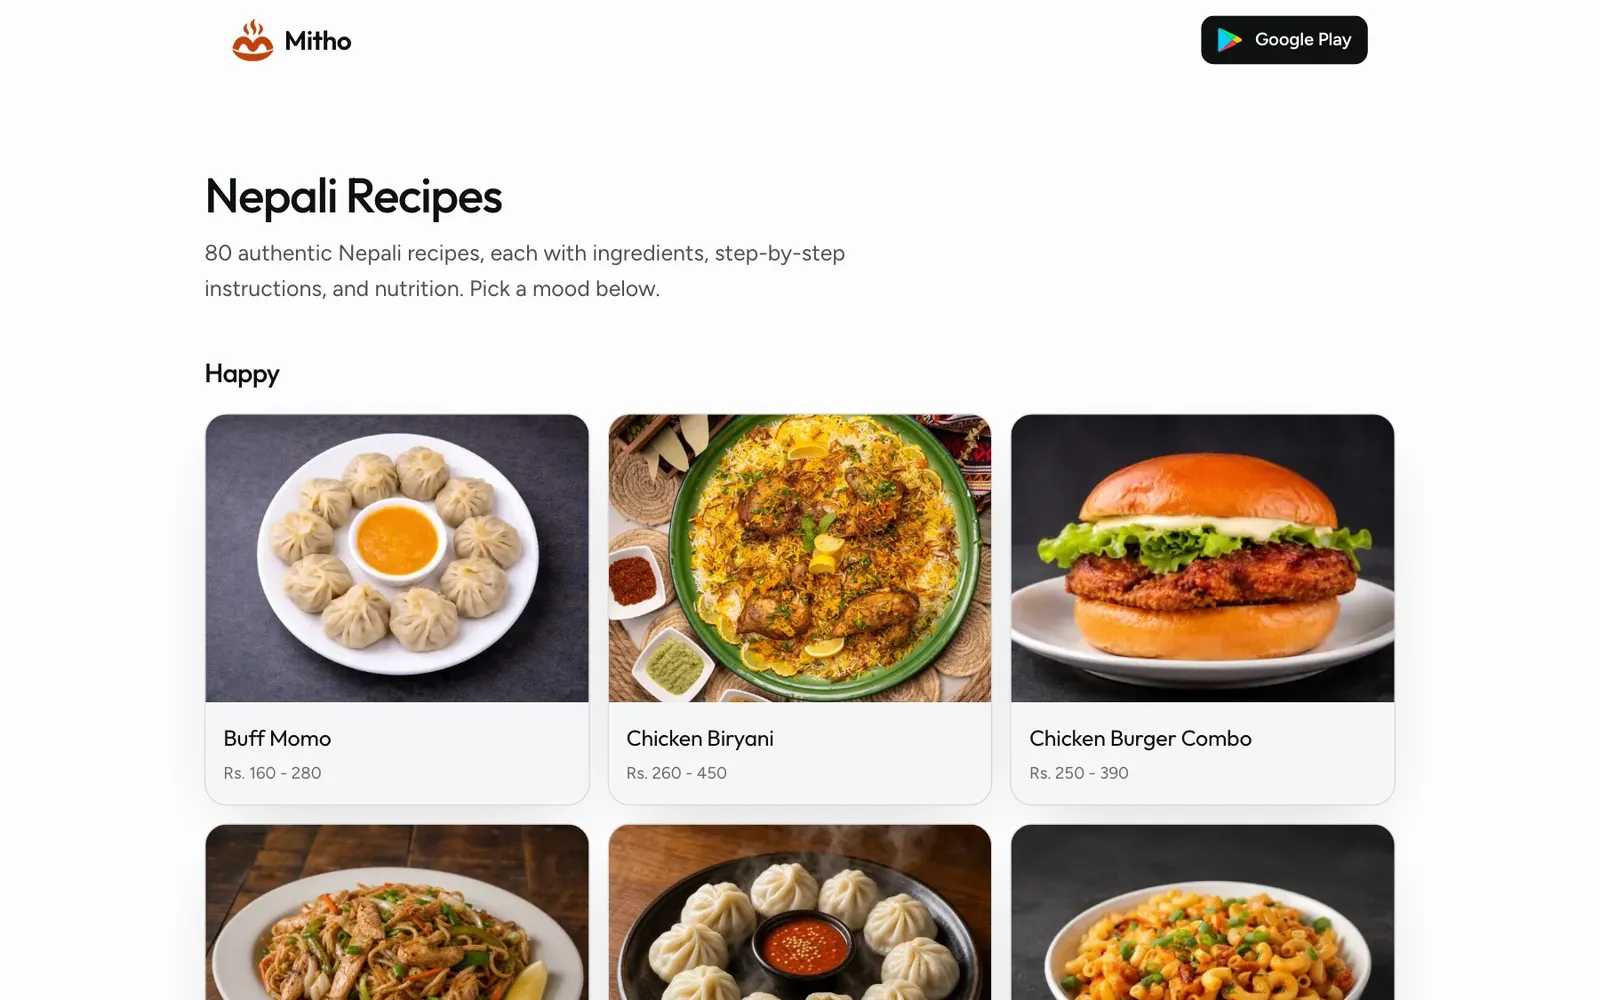 Mitho
Google Play
Nepali Recipes
80 authentic Nepali recipes, each with ingredients, step-by-step
instructions, and nutrition. Pick a mood below.
Happy
Buff Momo
Rs. 160 - 280
Chicken Biryani
Rs. 260 - 450
Chicken Burger Combo
Rs. 250 - 390